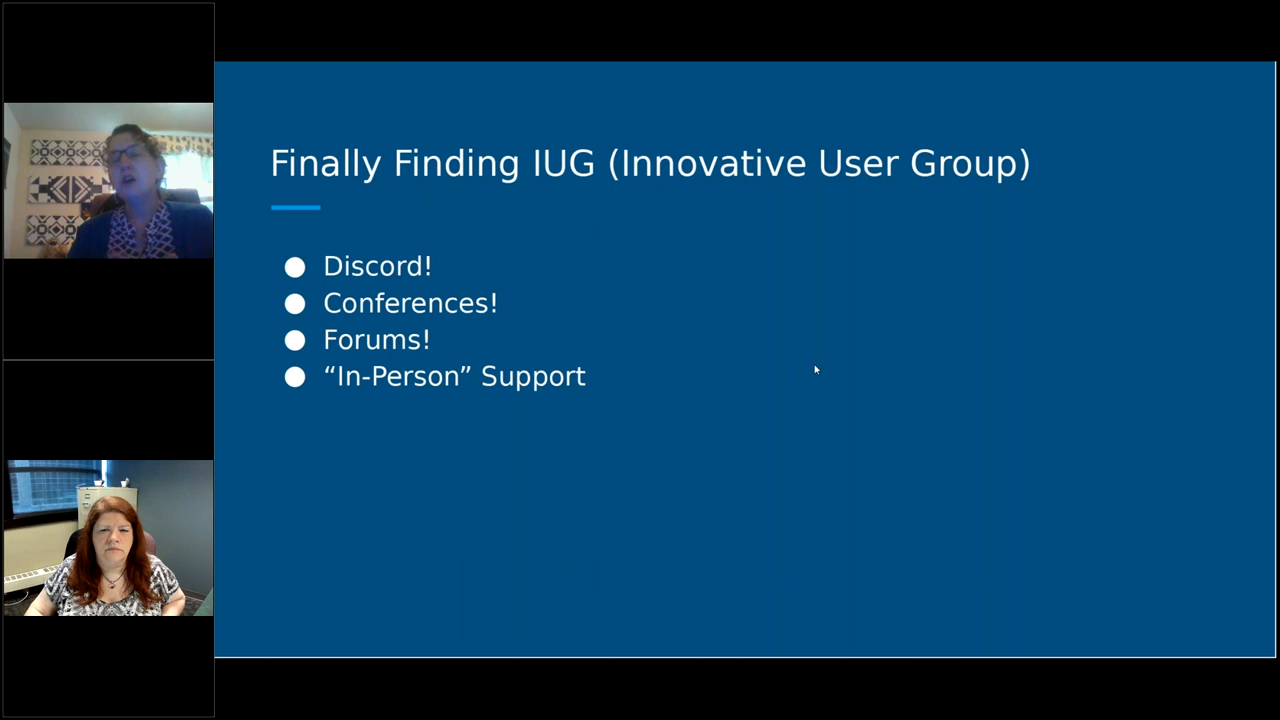 Finally Finding IUG (Innovative User Group)
● Discord!
● Conferences!
● Forums!
● “In-Person” Support